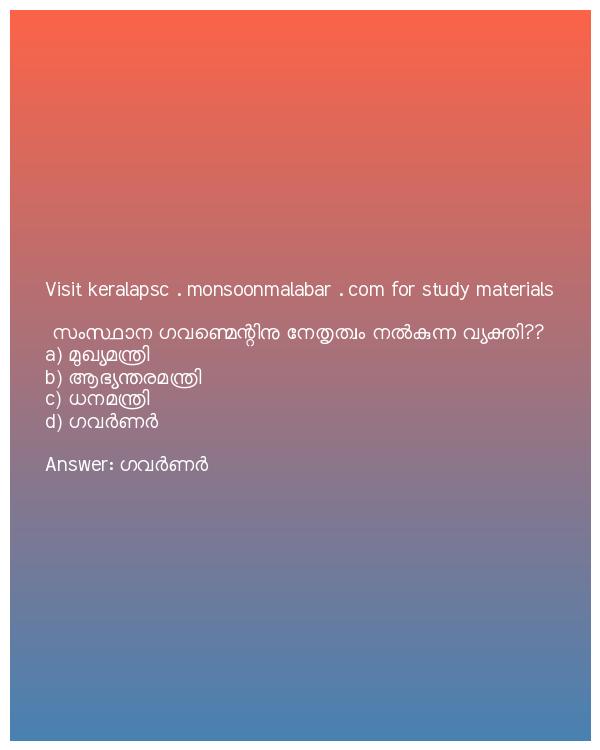 Visit keralapsc . monsoonmalabar . com for study materials
സംസ്ഥാന ഗവണ്മെന്റിനു നേതൃത്വം നൽകുന്ന വ്യക്തി??
a) മുഖ്യമന്ത്രി
b) ആഭ്യന്തരമന്ത്രി
c) ധനമന്ത്രി
d) ഗവർണർ
Answer: ഗവർണർ